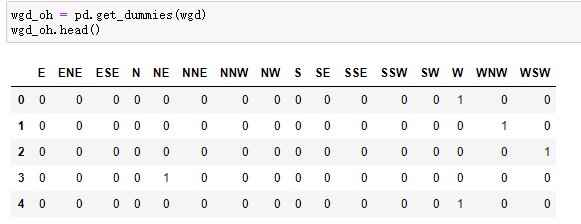 wgd_oh = pd.get_dummies(wgd)
wgd_oh.head()
E ENE ESE N NE NNE NNW NW S SE SSE SSW SW W WNW WSW
0 0 0 0 0 0 0 0 0 0 0 0 0 0 1 0 0
1 0 0 0 0 0 0 0 0 0 0 0 0 0 0 1 0
2 0 0 0 0 0 0 0 0 0 0 0 0 0 0 0 1
3 0 0 0 0 1 0 0 0 0 0 0 0 0 0 0 0
4 0 0 0 0 0 0 0 0 0 0 0 0 0 1 0 0